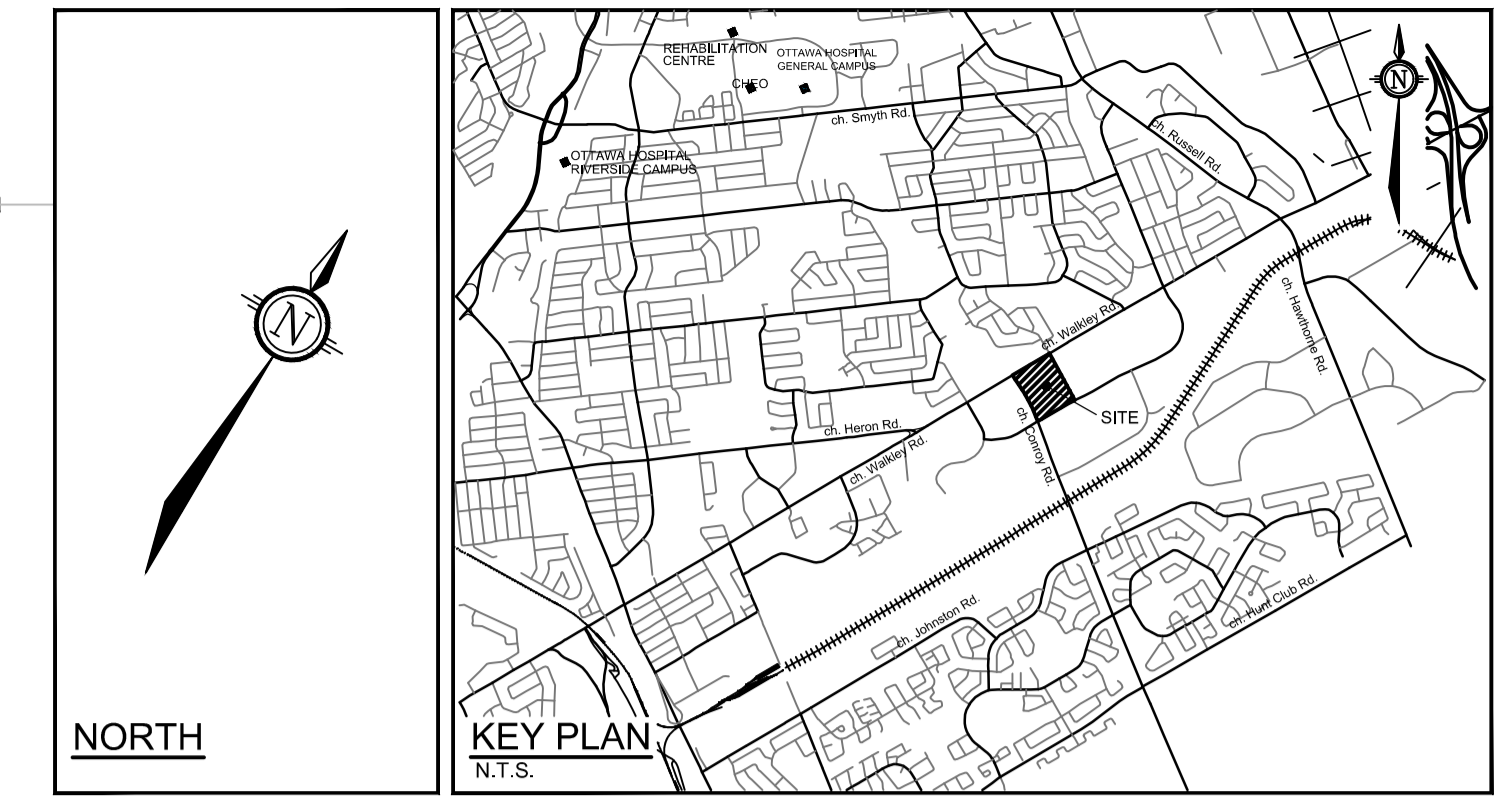 N
NORTH
REHABILITATION
CENTRE
OTTAWA HOSPITAL
GENERAL CAMPUS
CHEO
N
ch. Smyth Rd.
ch. Russell Rd.
OTTAWA HOSPITAL
RIVERSIDE CAMPUS
ch. Hawthorne Rd.
ch. Walkley Rd.
SITE
ch. Heron Rd.
ch. Walkley Rd.
ch. Conroy Rd.
ch. Johnston Rd.
ch. Hunt Club Rd.
KEY PLAN
N.T.S.